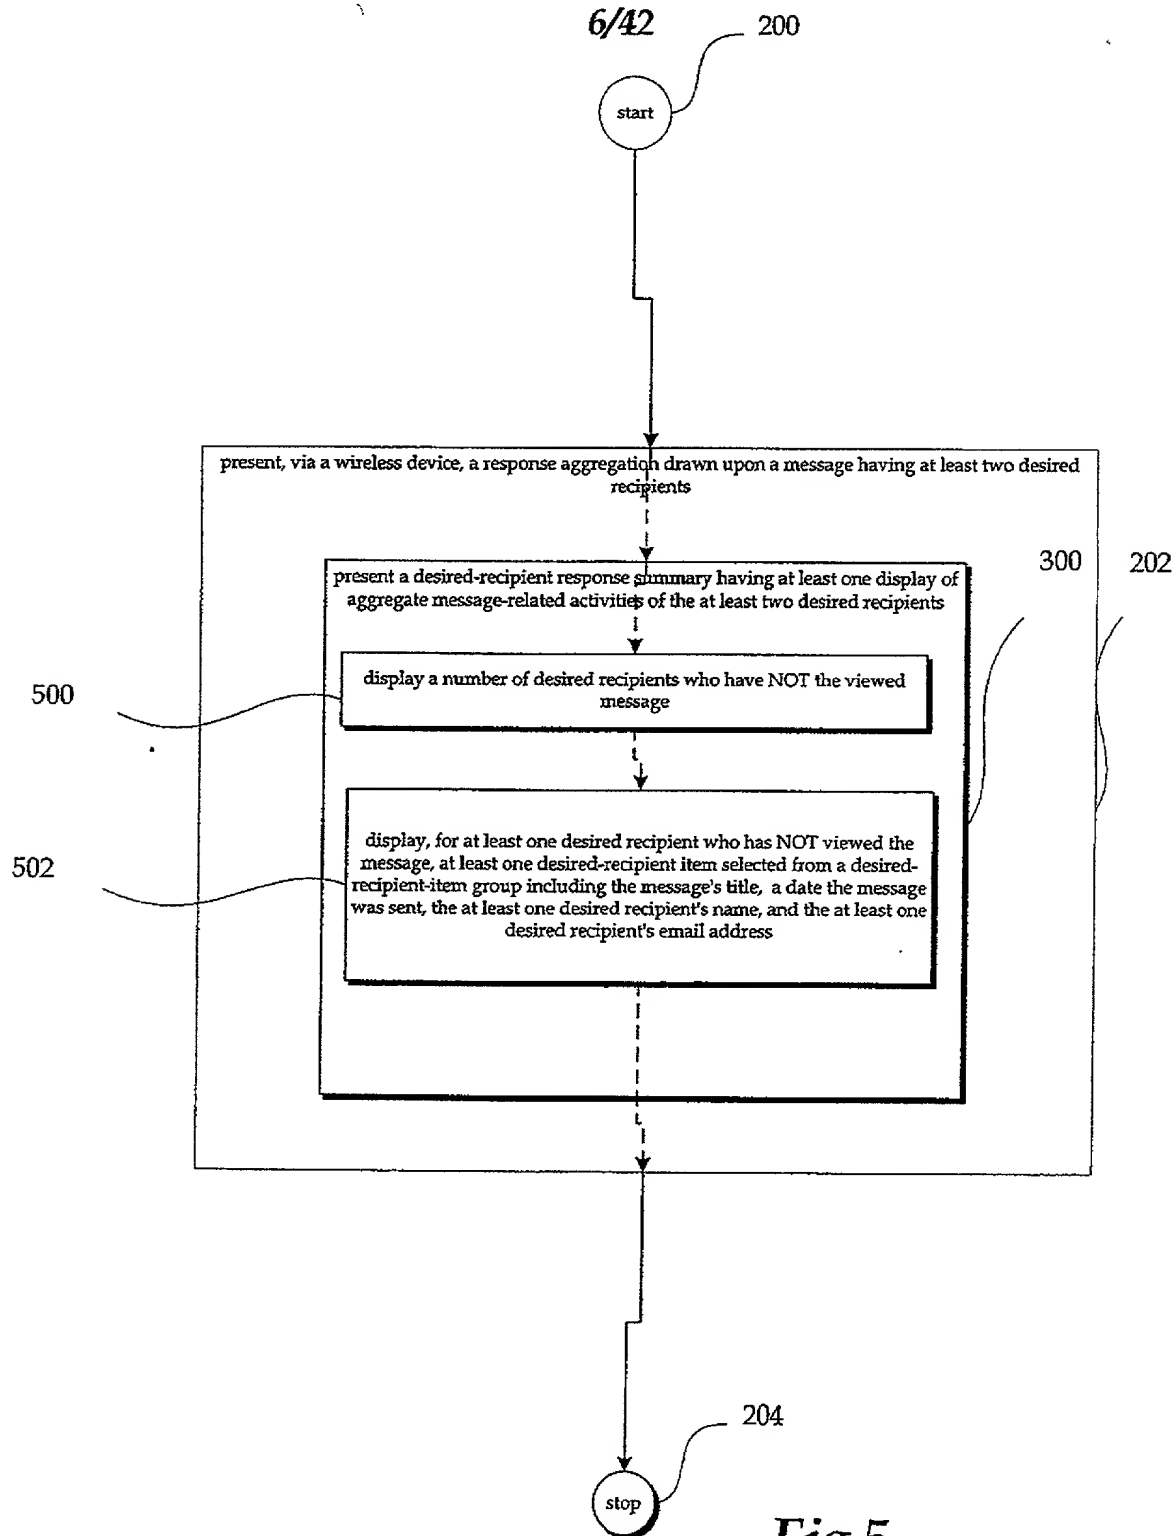 6/42
200
start
present, via a wireless device, a response aggregation drawn upon a message having at least two desired
recipients
300
202
present a desired-recipient response summary having at least one display of
aggregate message-related activities of the at least two desired recipients
500
display a number of desired recipients who have NOT the viewed
message
502
display, for at least one desired recipient who has NOT viewed the
message, at least one desired-recipient item selected from a desired-
recipient-item group including the message's title, a date the message
was sent, the at least one desired recipient's name, and the at least one
desired recipient's email address
204
stop
Fig 5